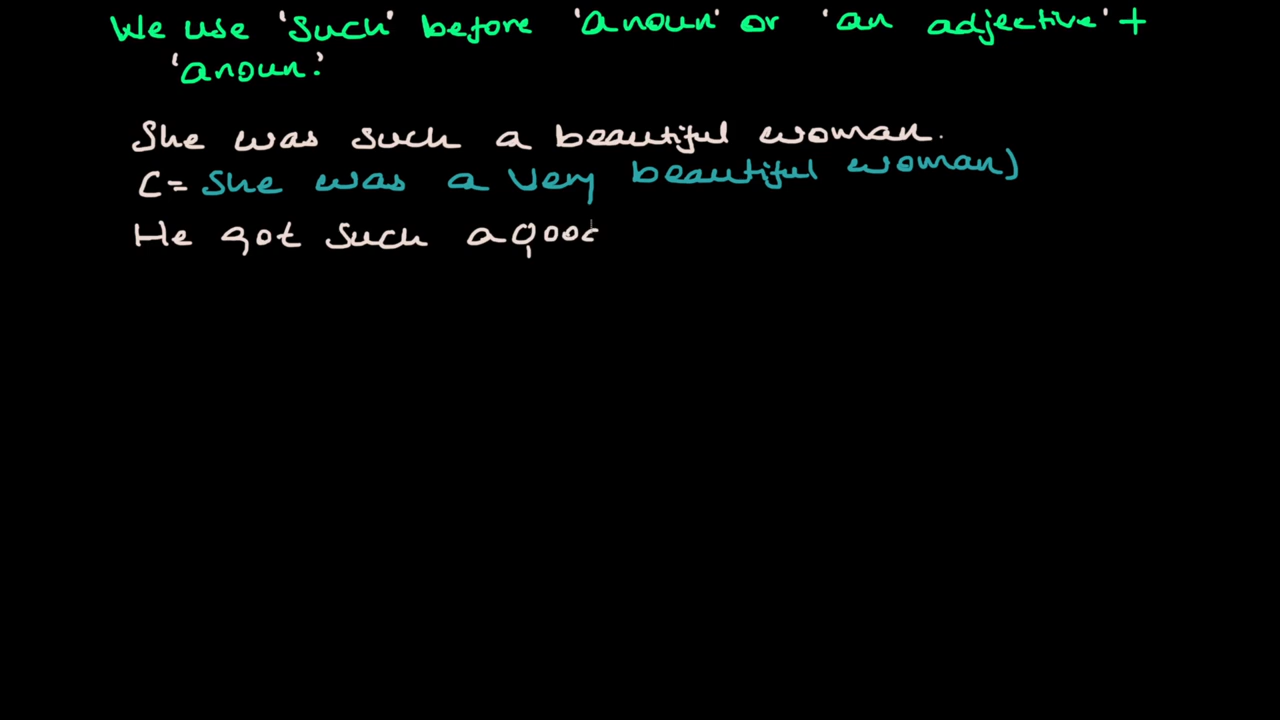 We use 'such' before 'a noun' or 'an adjective' +
'a noun.'
She was such a beautiful woman.
(= She was a very beautiful woman)
He got such a